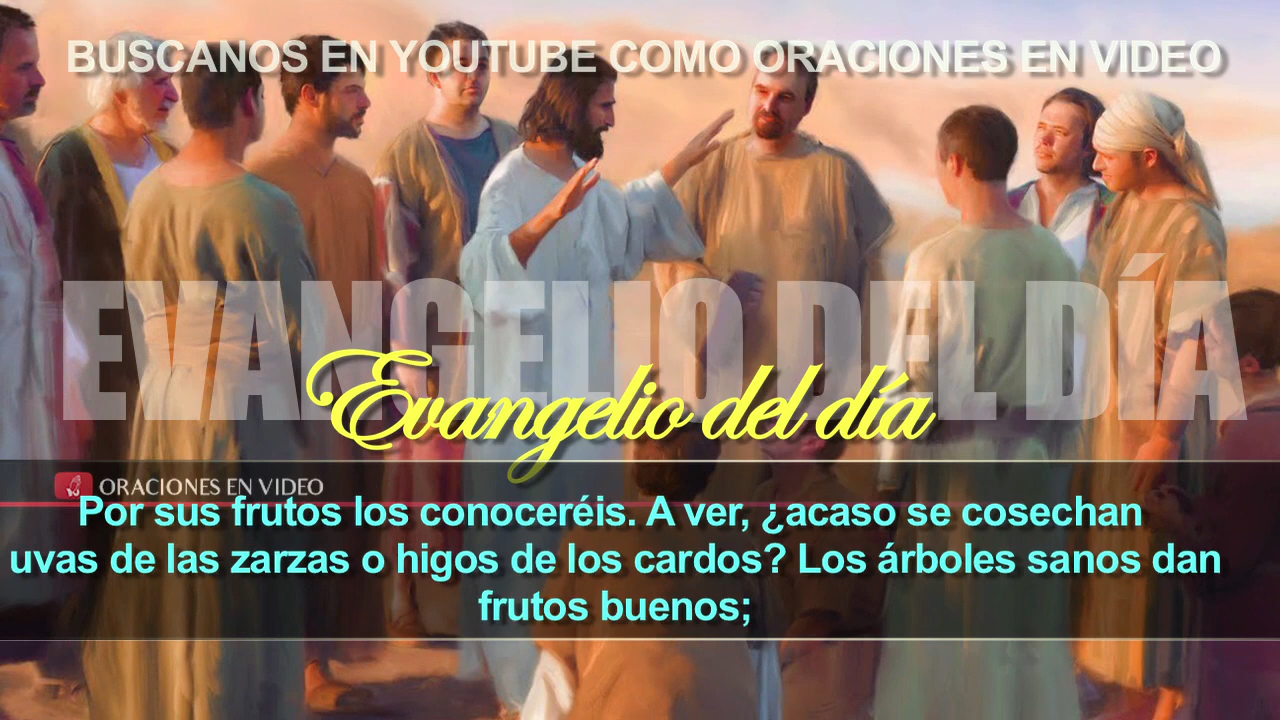 BUSCANOS EN YOUTUBE COMO ORACIONES EN VIDEO
EVANGELIO DEL DÍA
Evangelio del día
ORACIONES EN VIDEO
Por sus frutos los conoceréis. A ver, ¿acaso se cosechan
uvas de las zarzas o higos de los cardos? Los árboles sanos dan
frutos buenos;